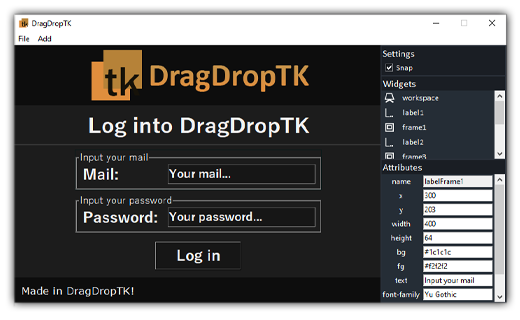 DragDropTK
File Add
tk DragDropTK
Log into DragDropTK
Input your mail
Mail: Your mail...
Input your password
Password: Your password...
Log in
Made in DragDropTK!
Settings
Snap
Widgets
workspace
label1
frame1
label2
frame3
Attributes
name labelFrame1
x 300
y 203
width 400
height 64
bg #1c1c1c
fg #f2f2f2
text Input your mail
font-family Yu Gothic